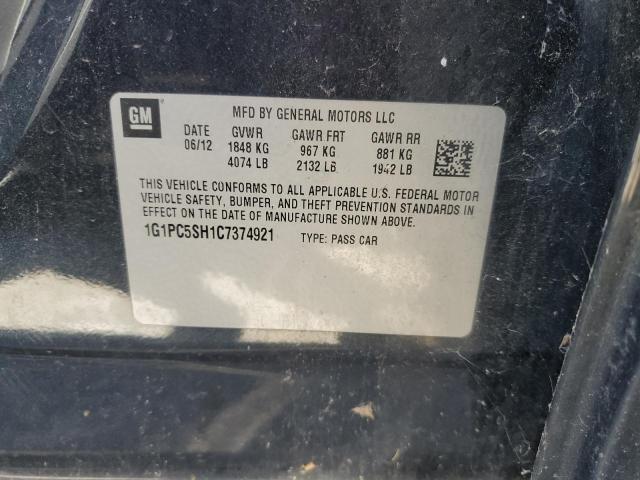 GM
MFD BY GENERAL MOTORS LLC
DATE GVWR GAWR FRT GAWR RR
06/12 1848 KG 967 KG 881 KG
4074 LB 2132 LB 1942 LB
THIS VEHICLE CONFORMS TO ALL APPLICABLE U.S. FEDERAL MOTOR
VEHICLE SAFETY, BUMPER, AND THEFT PREVENTION STANDARDS IN
EFFECT ON THE DATE OF MANUFACTURE SHOWN ABOVE.
1G1PC5SH1C7374921 TYPE: PASS CAR